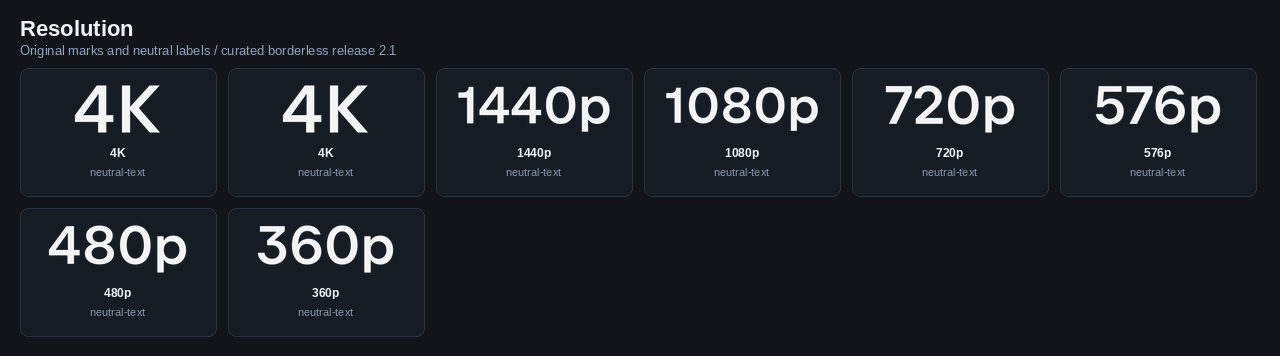 Resolution
Original marks and neutral labels / curated borderless release 2.1
4K
4K
neutral-text
4K
4K
neutral-text
1440p
1440p
neutral-text
1080p
1080p
neutral-text
720p
720p
neutral-text
576p
576p
neutral-text
480p
480p
neutral-text
360p
360p
neutral-text